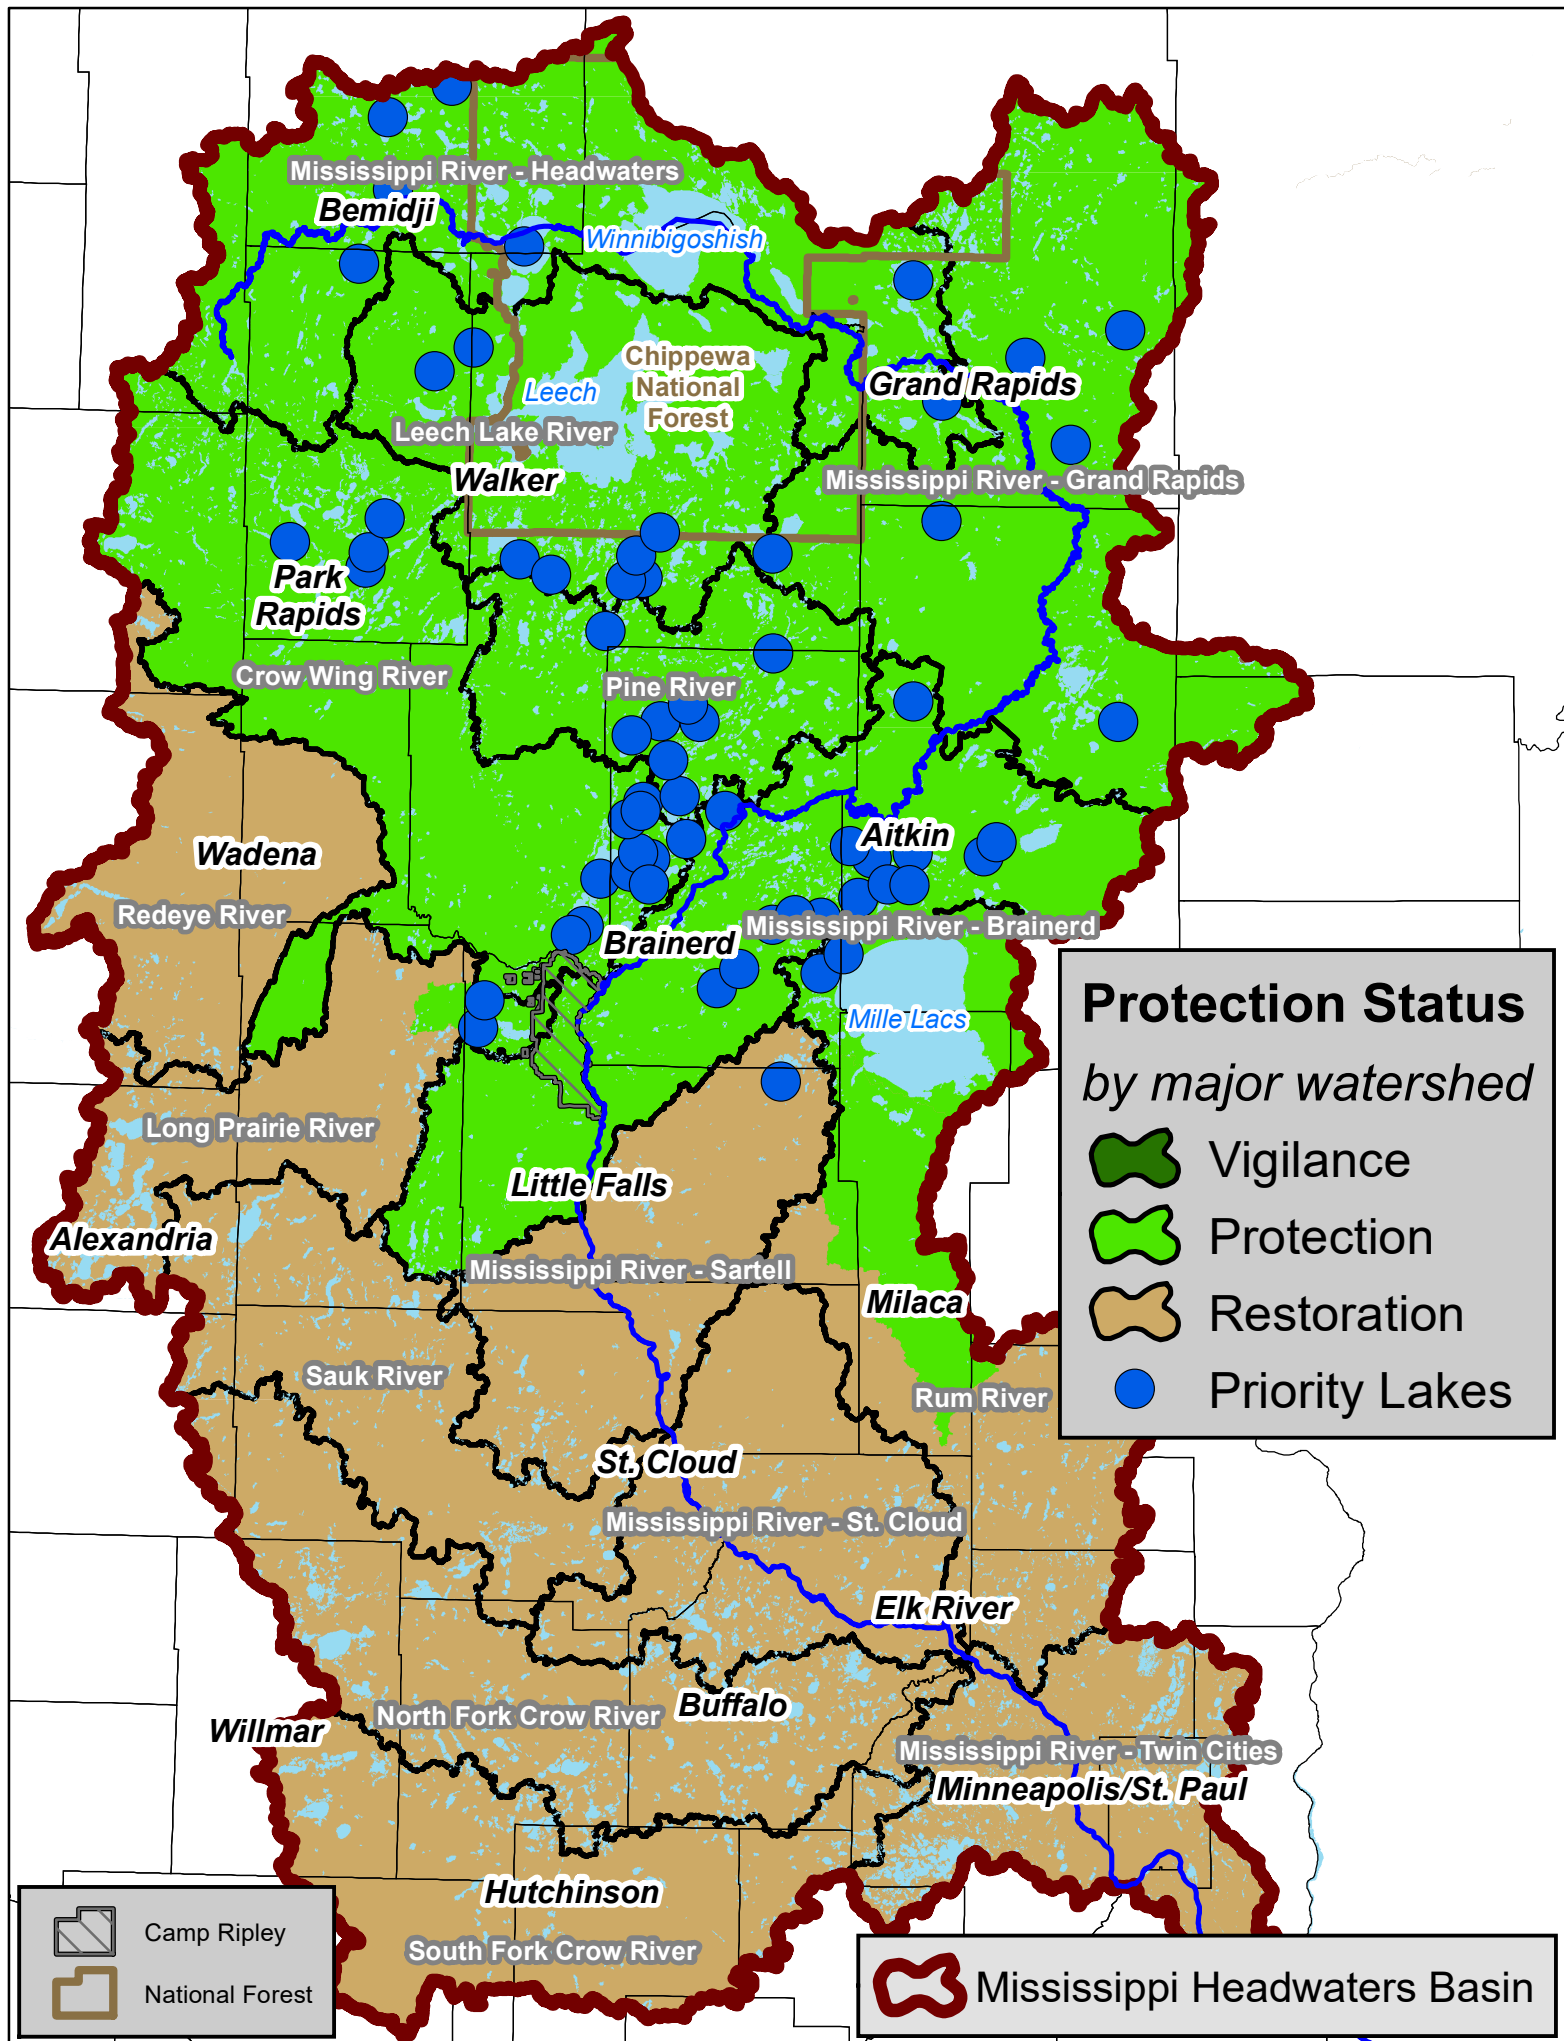 Mississippi River - Headwaters
Bemidji
Winnibigoshish
Chippewa
National
Forest
Grand Rapids
Leech
Leech Lake River
Walker
Mississippi River - Grand Rapids
Park
Rapids
Crow Wing River
Pine River
Aitkin
Wadena
Redeye River
Mississippi River - Brainerd
Brainerd
Mille Lacs
Long Prairie River
Little Falls
Alexandria
Mississippi River - Sartell
Milaca
Sauk River
Rum River
St. Cloud
Mississippi River - St. Cloud
Elk River
Buffalo
North Fork Crow River
Willmar
Mississippi River - Twin Cities
Minneapolis/St. Paul
Hutchinson
South Fork Crow River
Protection Status
by major watershed
Vigilance
Protection
Restoration
Priority Lakes
Camp Ripley
National Forest
Mississippi Headwaters Basin